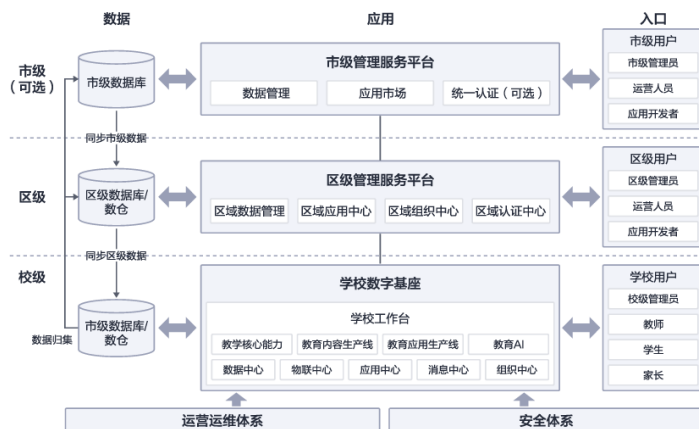 数据
应用
入口
市级
(可选)
市级数据库
市级管理服务平台
数据管理
应用市场
统一认证(可选)
市级用户
市级管理员
运营人员
应用开发者
同步市级数据
区级
区级数据库/
数仓
区级管理服务平台
区域数据管理
区域应用中心
区域组织中心
区域认证中心
区级用户
区级管理员
运营人员
应用开发者
同步区级数据
校级
市级数据库/
数仓
数据归集
学校数字基座
学校工作台
教学核心能力
教育内容生产线
教育应用生产线
教育AI
数据中心
物联中心
应用中心
消息中心
组织中心
学校用户
校级管理员
教师
学生
家长
运营运维体系
安全体系